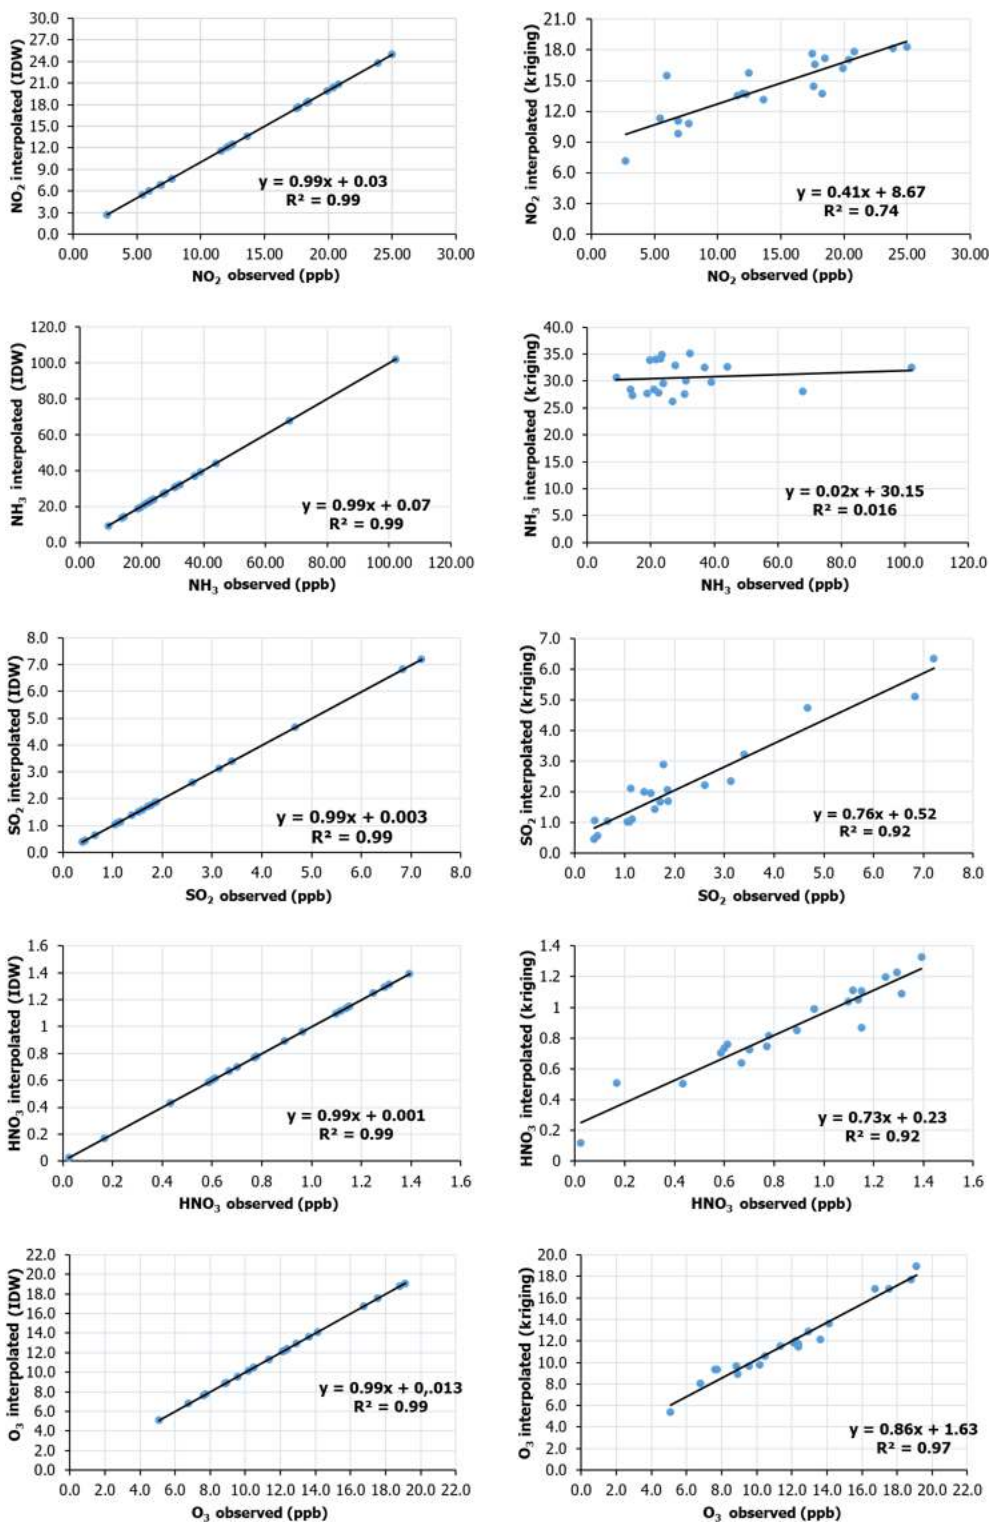 NO2 interpolated (IDW)
30.0
27.0
24.0
21.0
18.0
15.0
12.0
9.0
6.0
3.0
0.0
y = 0.99x + 0.03
R² = 0.99
0.00 5.00 10.00 15.00 20.00 25.00 30.00
NO2 observed (ppb)
NO2 interpolated (kriging)
21.0
18.0
15.0
12.0
9.0
6.0
3.0
0.0
y = 0.41x + 8.67
R² = 0.74
0.00 5.00 10.00 15.00 20.00 25.00 30.00
NO2 observed (ppb)
NH3 interpolated (IDW)
120.0
100.0
80.0
60.0
40.0
20.0
0.0
y = 0.99x + 0.07
R² = 0.99
0.00 20.00 40.00 60.00 80.00 100.00 120.00
NH3 observed (ppb)
NH3 interpolated (kriging)
40.0
35.0
30.0
25.0
20.0
15.0
10.0
5.0
0.0
y = 0.02x + 30.15
R² = 0.016
0.0 20.0 40.0 60.0 80.0 100.0 120.0
NH3 observed (ppb)
SO2 interpolated (IDW)
8.0
7.0
6.0
5.0
4.0
3.0
2.0
1.0
0.0
y = 0.99x + 0.003
R² = 0.99
0.0 1.0 2.0 3.0 4.0 5.0 6.0 7.0 8.0
SO2 observed (ppb)
SO2 interpolated (kriging)
7.0
6.0
5.0
4.0
3.0
2.0
1.0
0.0
y = 0.76x + 0.52
R² = 0.92
0.0 1.0 2.0 3.0 4.0 5.0 6.0 7.0 8.0
SO2 observed (ppb)
HNO3 interpolated (IDW)
1.6
1.4
1.2
1
0.8
0.6
0.4
0.2
0
y = 0.99x + 0.001
R² = 0.99
0.0 0.2 0.4 0.6 0.8 1.0 1.2 1.4 1.6
HNO3 observed (ppb)
HNO3 interpolated (kriging)
1.4
1.2
1
0.8
0.6
0.4
0.2
0
y = 0.73x + 0.23
R² = 0.92
0.0 0.2 0.4 0.6 0.8 1.0 1.2 1.4 1.6
HNO3 observed (ppb)
O3 interpolated (IDW)
22.0
20.0
18.0
16.0
14.0
12.0
10.0
8.0
6.0
4.0
2.0
0.0
y = 0.99x + 0,.013
R² = 0.99
0.0 2.0 4.0 6.0 8.0 10.0 12.0 14.0 16.0 18.0 20.0 22.0
O3 observed (ppb)
O3 interpolated (kriging)
20.0
18.0
16.0
14.0
12.0
10.0
8.0
6.0
4.0
2.0
0.0
y = 0.86x + 1.63
R² = 0.97
0.0 2.0 4.0 6.0 8.0 10.0 12.0 14.0 16.0 18.0 20.0 22.0
O3 observed (ppb)